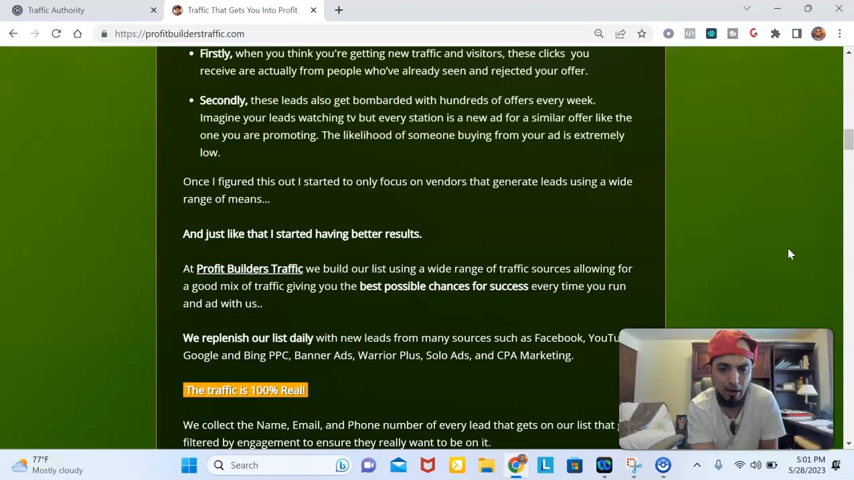 Traffic Authority
Traffic That Gets You Into Profit
https://profitbuilderstraffic.com
Firstly, when you think you're getting new traffic and visitors, these clicks you
receive are actually from people who've already seen and rejected your offer.
Secondly, these leads also get bombarded with hundreds of offers every week.
Imagine your leads watching tv but every station is a new ad for a similar offer like the
one you are promoting. The likelihood of someone buying from your ad is extremely
low.
Once I figured this out I started to only focus on vendors that generate leads using a wide
range of means...
And just like that I started having better results.
At Profit Builders Traffic we build our list using a wide range of traffic sources allowing for
a good mix of traffic giving you the best possible chances for success every time you run
and ad with us..
We replenish our list daily with new leads from many sources such as Facebook, YouTu
Google and Bing PPC, Banner Ads, Warrior Plus, Solo Ads, and CPA Marketing.
The traffic is 100% Real!
We collect the Name, Email, and Phone number of every lead that gets on our list that
filtered by engagement to ensure they really want to be on it.
77°F
Mostly cloudy
Search
5:01 PM
5/28/2023